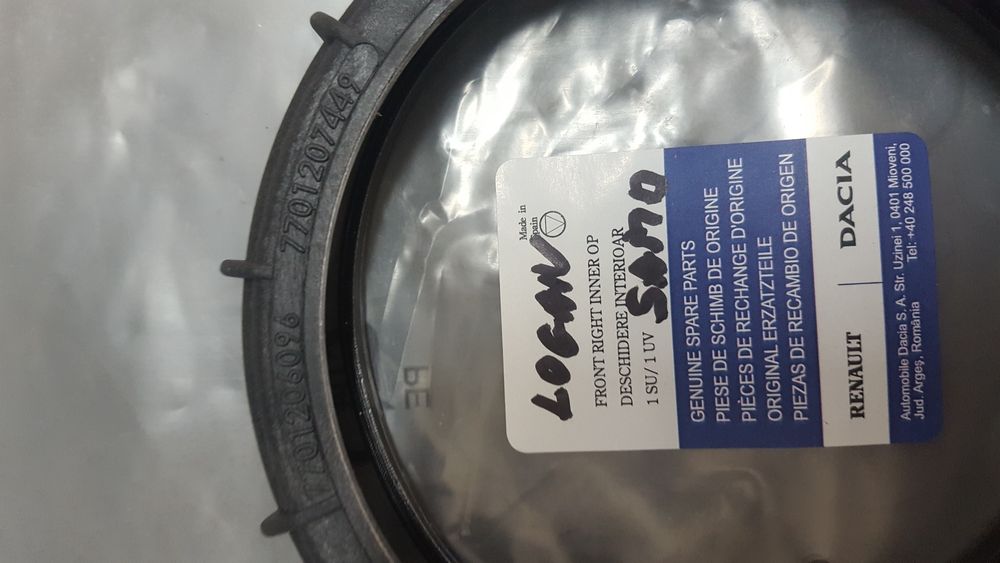 7701206096 7701207449
PE
LOGAN
Made in
Spain
FRONT RIGHT INNER OP
DESCHIDERE INTERIOAR
1 SU/ 1 UV
GENUINE SPARE PARTS
PIESE DE SCHIMB DE ORIGINE
PIÈCES DE RECHANGE D'ORIGINE
ORIGINAL ERZATZTEILE
PIEZAS DE RECAMBIO DE ORIGEN
RENAULT | DACIA
Automobile Dacia S. A. Str. Uzinei 1, 0401 Mioveni,
Jud. Argeş, România Tel: +40 248 500 000